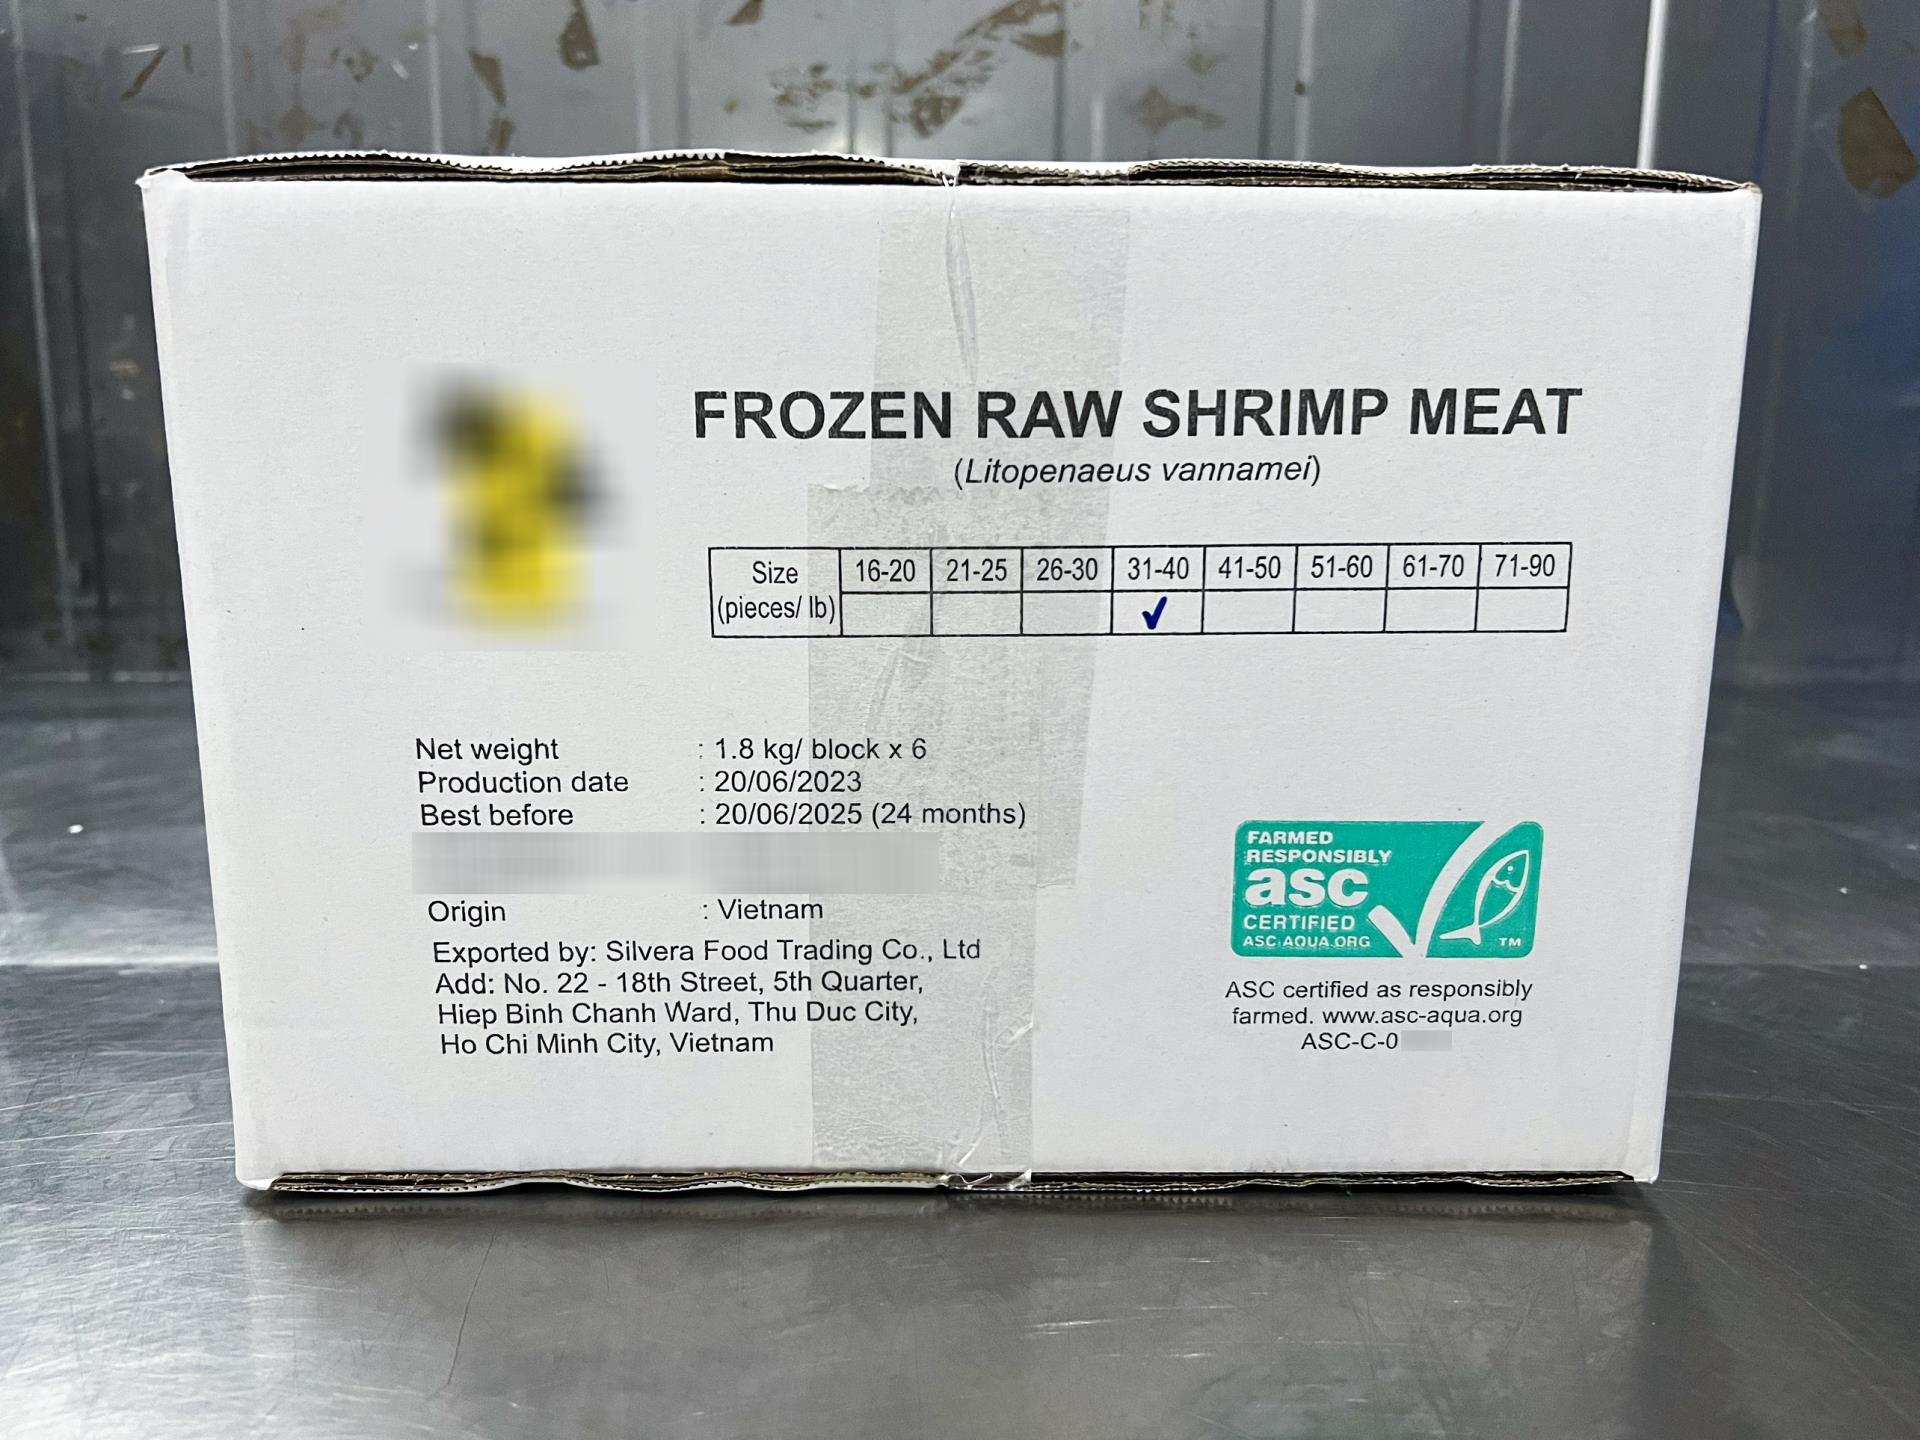 FROZEN RAW SHRIMP MEAT
(Litopenaeus vannamei)
Size (pieces/ lb) 16-20 21-25 26-30 31-40 41-50 51-60 61-70 71-90
✓
Net weight : 1.8 kg/ block x 6
Production date : 20/06/2023
Best before : 20/06/2025 (24 months)
Origin : Vietnam
Exported by: Silvera Food Trading Co., Ltd
Add: No. 22 - 18th Street, 5th Quarter,
Hiep Binh Chanh Ward, Thu Duc City,
Ho Chi Minh City, Vietnam
FARMED
RESPONSIBLY
asc
CERTIFIED
ASC-AQUA.ORG
TM
ASC certified as responsibly
farmed. www.asc-aqua.org
ASC-C-0